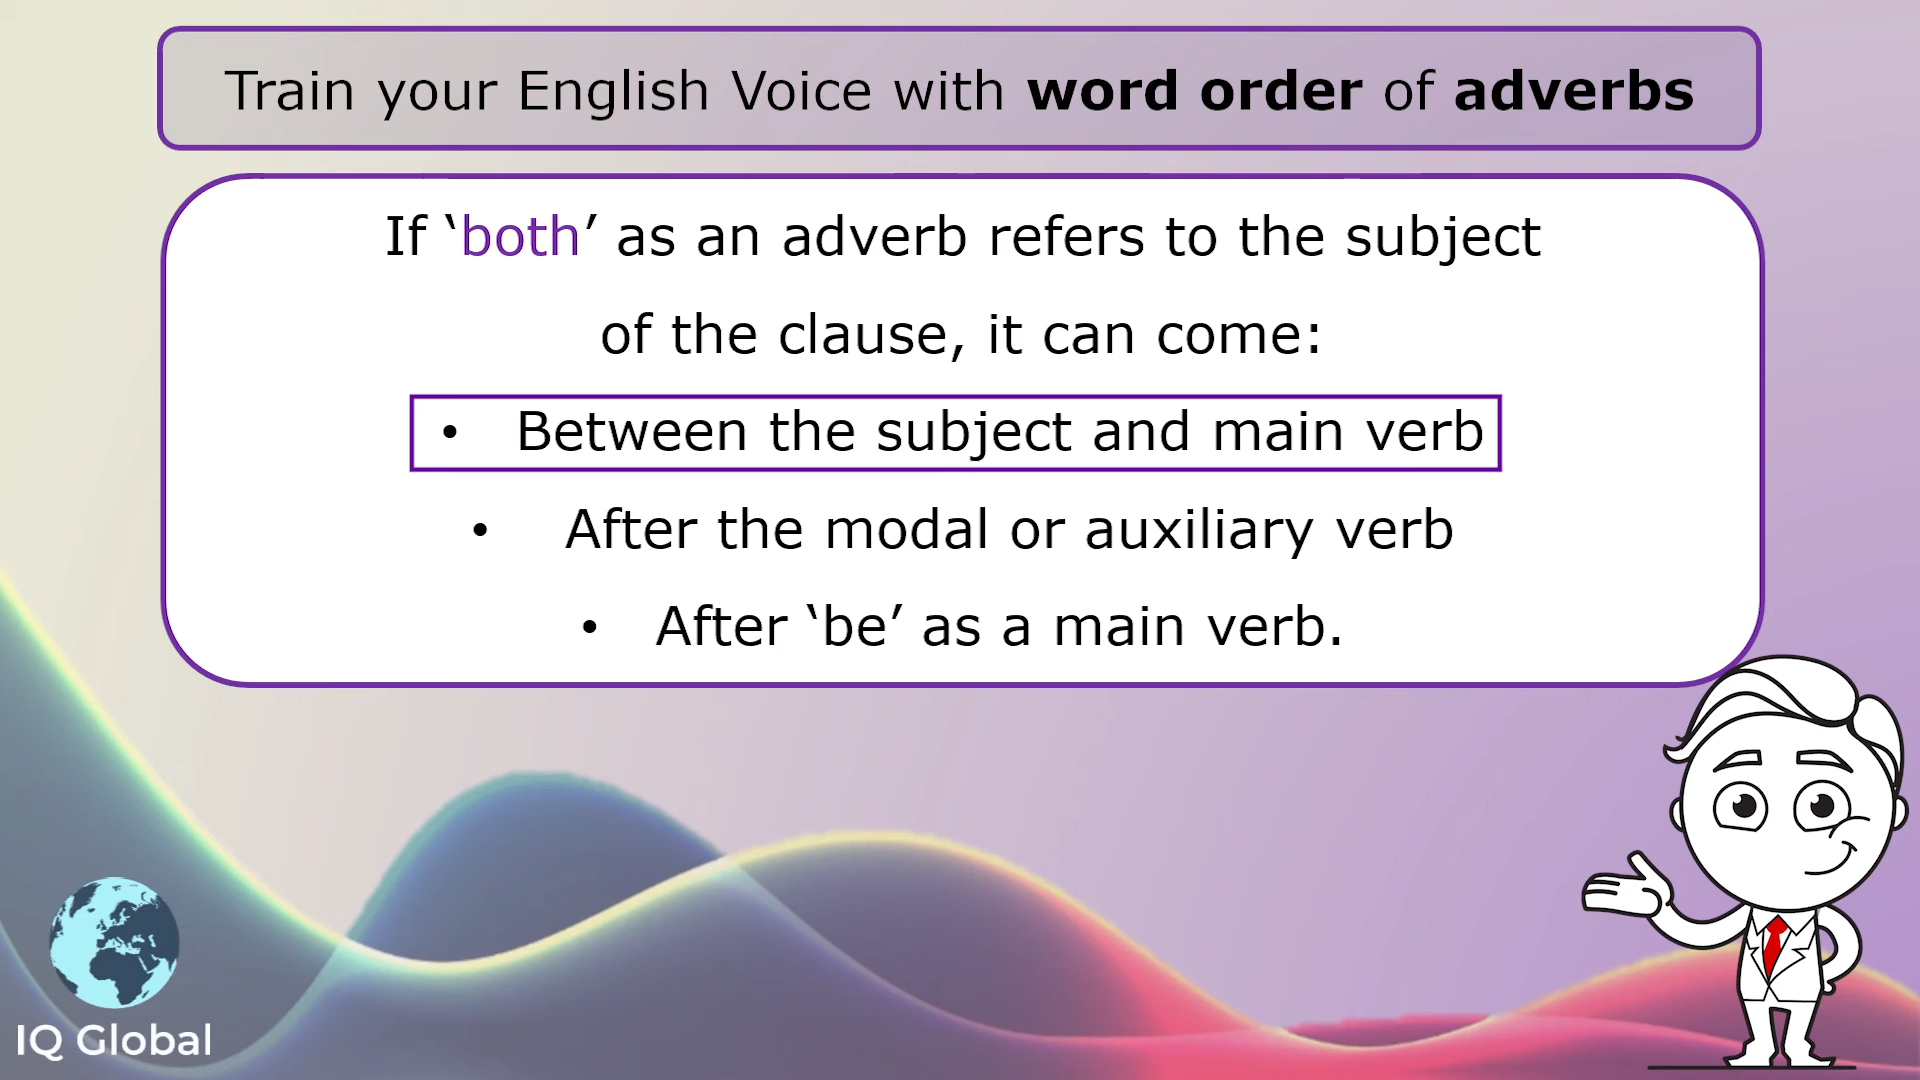 Train your English Voice with word order of adverbs
If ‘both’ as an adverb refers to the subject
of the clause, it can come:
• Between the subject and main verb
• After the modal or auxiliary verb
• After ‘be’ as a main verb.
IQ Global